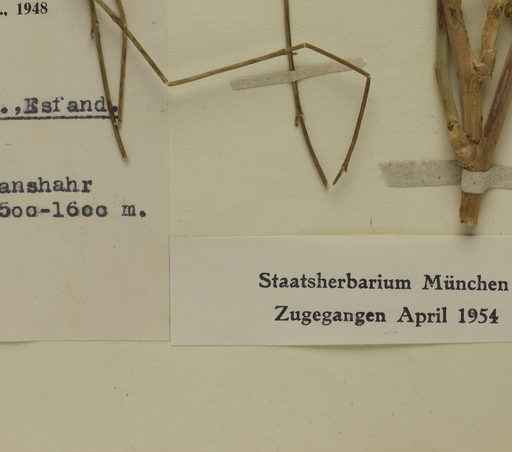 ., 1948
., Esfand.
anshahr
500-1600 m.
Staatsherbarium München
Zugegangen April 1954